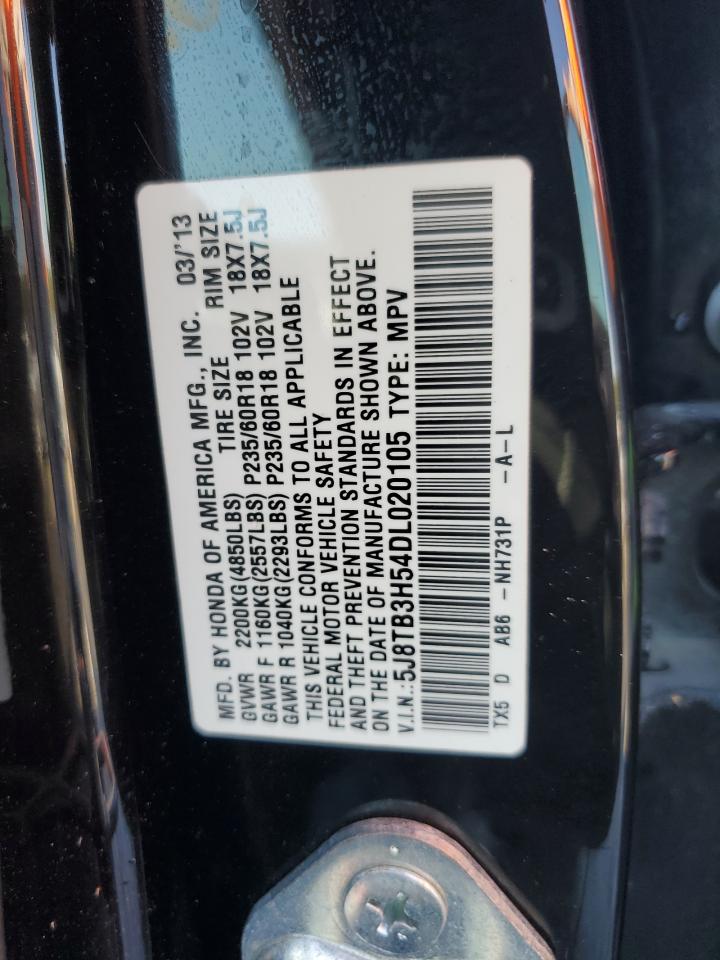 MFD. BY HONDA OF AMERICA MFG., INC. 03/'13
TIRE SIZE RIM SIZE
GVWR 2200KG(4850LBS)
GAWR F 1160KG(2557LBS) P235/60R18 102V 18X7.5J
GAWR R 1040KG(2293LBS) P235/60R18 102V 18X7.5J
THIS VEHICLE CONFORMS TO ALL APPLICABLE
FEDERAL MOTOR VEHICLE SAFETY
AND THEFT PREVENTION STANDARDS IN EFFECT
ON THE DATE OF MANUFACTURE SHOWN ABOVE.
V.I.N.:5J8TB3H54DL020105 TYPE: MPV
TX5 D AB6 -NH731P -A-L